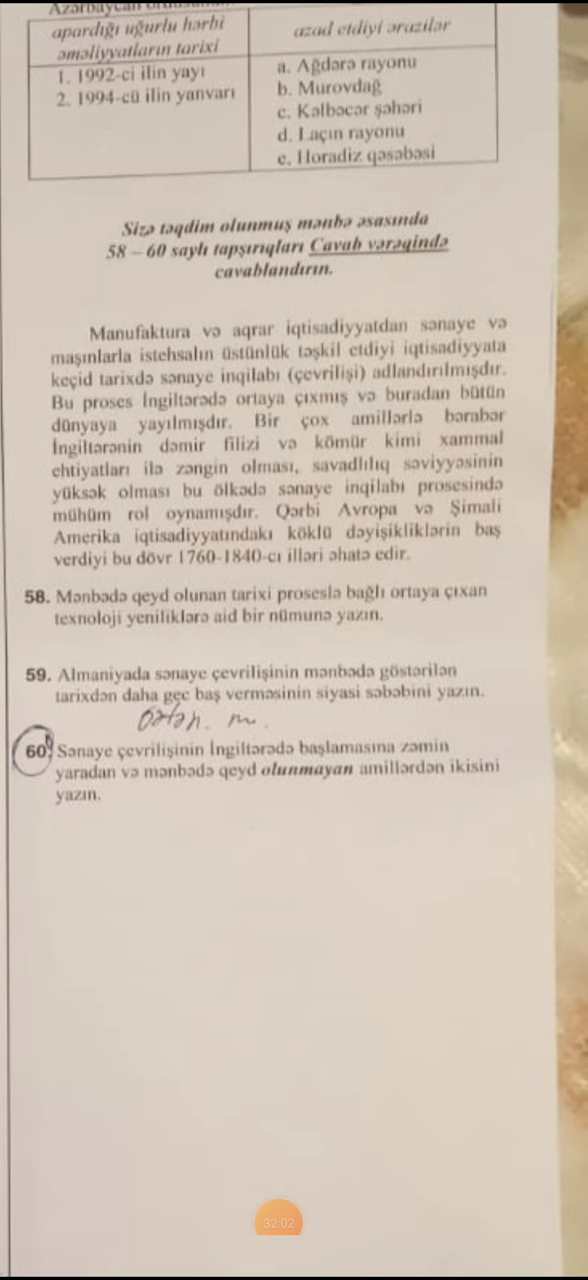 Azərbaycan ordusunun
apardığı uğurlu hərbi
əməliyyatların tarixi
azad etdiyi ərazilər
1. 1992-ci ilin yayı
2. 1994-cü ilin yanvarı
a. Ağdərə rayonu
b. Murovdağ
c. Kəlbəcər şəhəri
d. Laçın rayonu
e. Horadiz qəsəbəsi
Sizə təqdim olunmuş mənbə əsasında
58 – 60 saylı tapşırıqları Cavab vərəqində
cavablandırın.
Manufaktura və aqrar iqtisadiyyatdan sənaye və
maşınlarla istehsalın üstünlük təşkil etdiyi iqtisadiyyata
keçid tarixdə sənaye inqilabı (çevrilişi) adlandırılmışdır.
Bu proses İngiltərədə ortaya çıxmış və buradan bütün
dünyaya yayılmışdır. Bir çox amillərlə bərabər
İngiltərənin dəmir filizi və kömür kimi xammal
ehtiyatları ilə zəngin olması, savadlılıq səviyyəsinin
yüksək olması bu ölkədə sənaye inqilabı prosesində
mühüm rol oynamışdır. Qərbi Avropa və Şimali
Amerika iqtisadiyyatındakı köklü dəyişikliklərin baş
verdiyi bu dövr 1760-1840-cı illəri əhatə edir.
58. Mənbədə qeyd olunan tarixi proseslə bağlı ortaya çıxan
texnoloji yeniliklərə aid bir nümunə yazın.
59. Almaniyada sənaye çevrilişinin mənbədə göstərilən
tarixdən daha gec baş verməsinin siyasi səbəbini yazın.
60. Sənaye çevrilişinin İngiltərədə başlamasına zəmin
yaradan və mənbədə qeyd olunmayan amillərdən ikisini
yazın.
32:02